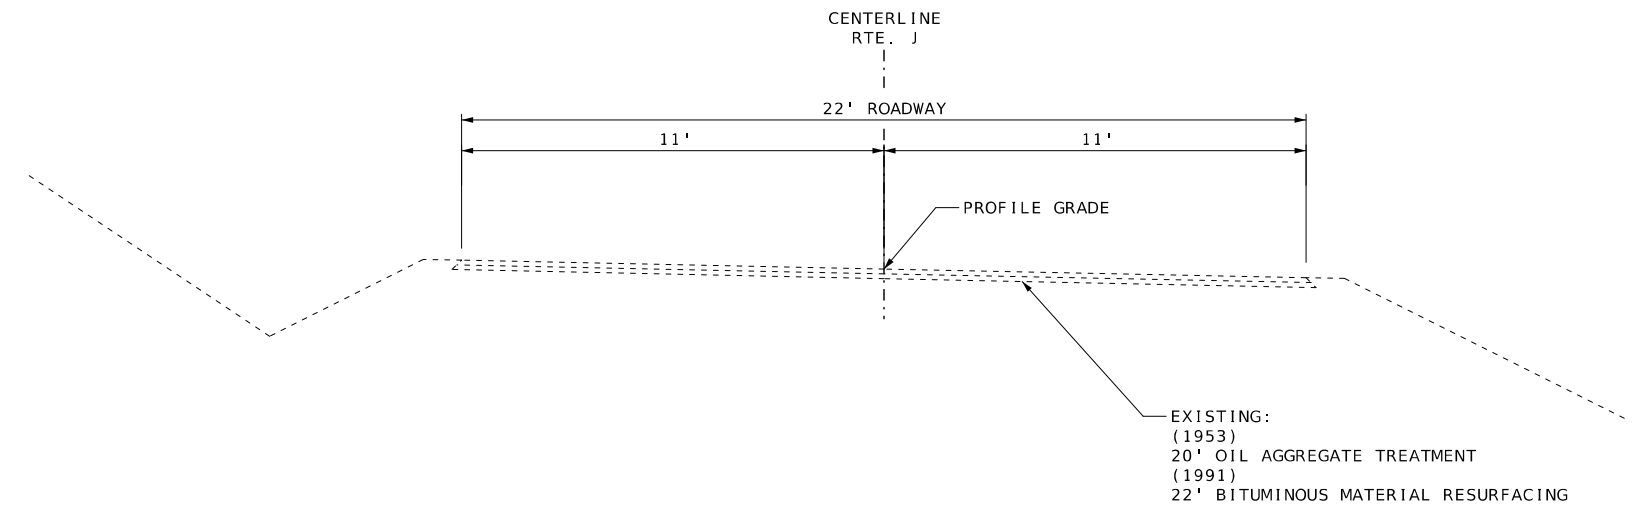 CENTERLINE
RTE. J
22' ROADWAY
11'
11'
PROFILE GRADE
EXISTING:
(1953)
20' OIL AGGREGATE TREATMENT
(1991)
22' BITUMINOUS MATERIAL RESURFACING